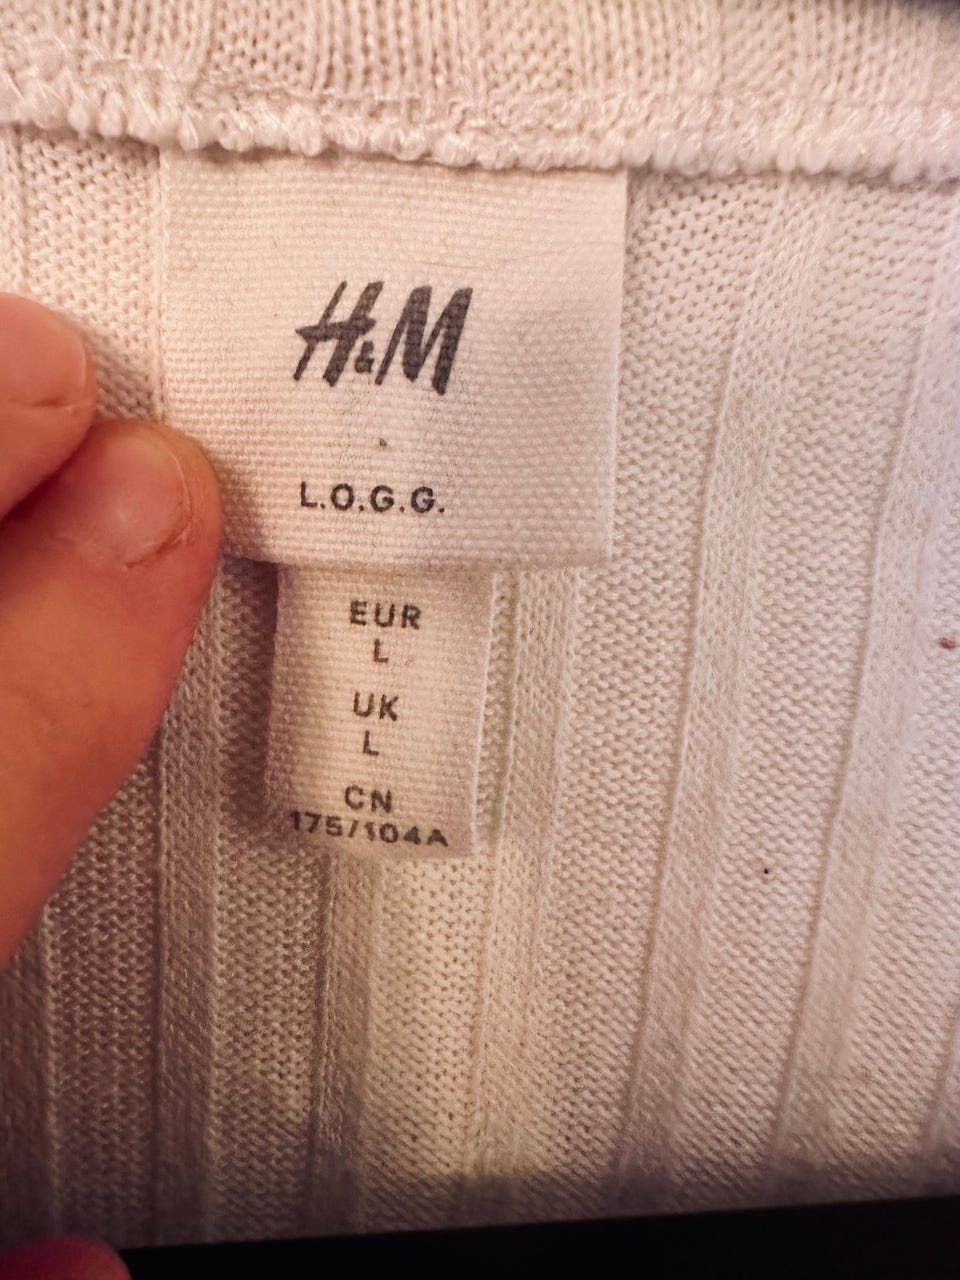 H&M
L.O.G.G.
EUR
L
UK
L
CN
175/104A